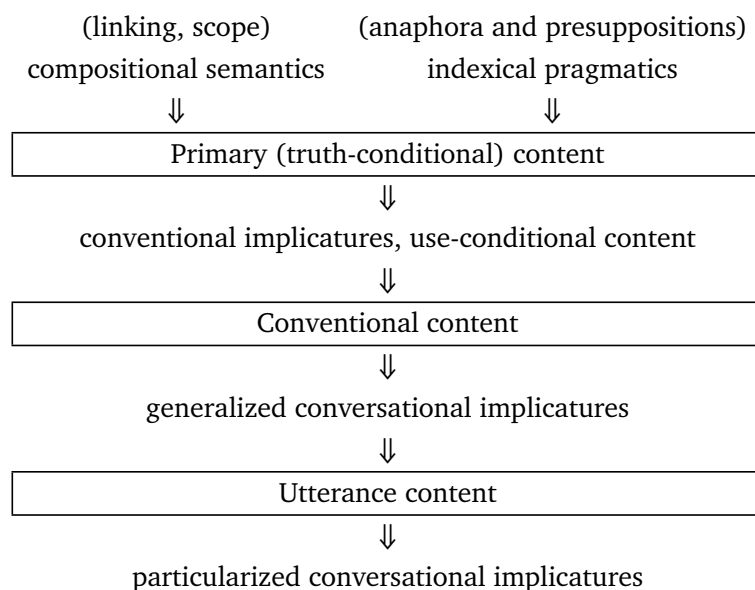 (linking, scope) (anaphora and presuppositions)
compositional semantics indexical pragmatics
⇓ ⇓
Primary (truth-conditional) content
⇓
conventional implicatures, use-conditional content
⇓
Conventional content
⇓
generalized conversational implicatures
⇓
Utterance content
⇓
particularized conversational implicatures